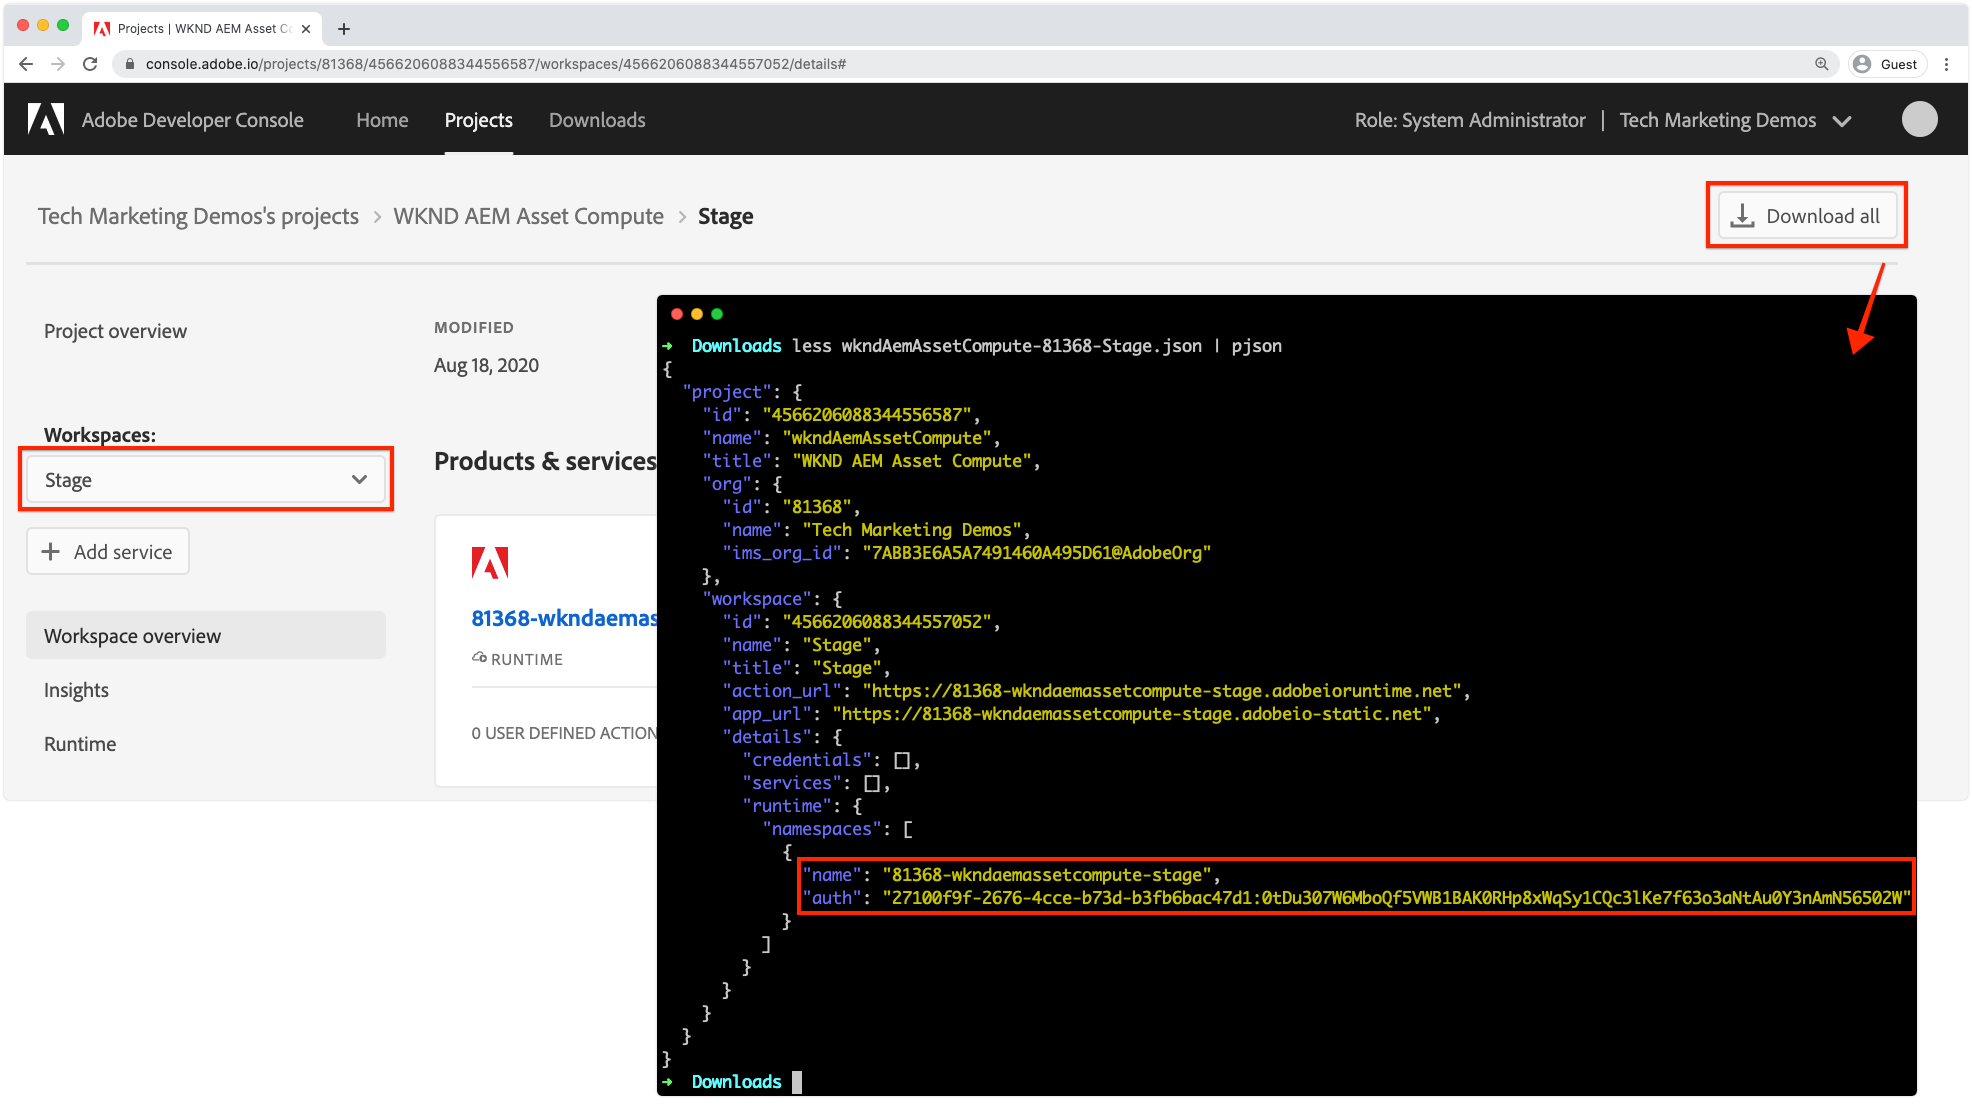 Projects | WKND AEM Asset Co
console.adobe.io/projects/81368/4566206088344556587/workspaces/4566206088344557052/details#
Guest
Adobe Developer Console
Home
Projects
Downloads
Role: System Administrator | Tech Marketing Demos
Tech Marketing Demos's projects > WKND AEM Asset Compute > Stage
Download all
Project overview
MODIFIED
Aug 18, 2020
Workspaces:
Stage
Add service
Workspace overview
Insights
Runtime
Products & services
81368-wkndaemas
RUNTIME
0 USER DEFINED ACTION
➜ Downloads less wkndAemAssetCompute-81368-Stage.json | pjson
{
"project": {
"id": "4566206088344556587",
"name": "wkndAemAssetCompute",
"title": "WKND AEM Asset Compute",
"org": {
"id": "81368",
"name": "Tech Marketing Demos",
"ims_org_id": "7ABB3E6A5A7491460A495D61@AdobeOrg"
},
"workspace": {
"id": "4566206088344557052",
"name": "Stage",
"title": "Stage",
"action_url": "https://81368-wkndaemassetcompute-stage.adobeioruntime.net",
"app_url": "https://81368-wkndaemassetcompute-stage.adobeio-static.net",
"details": {
"credentials": [],
"services": [],
"runtime": {
"namespaces": [
{
"name": "81368-wkndaemassetcompute-stage",
"auth": "27100f9f-2676-4cce-b73d-b3fb6bac47d1:0tDu307W6MboQf5VWB1BAK0RHp8xWqSy1CQc3lKe7f63o3aNtAu0Y3nAmN56502W"
}
]
}
}
}
}
}
➜ Downloads